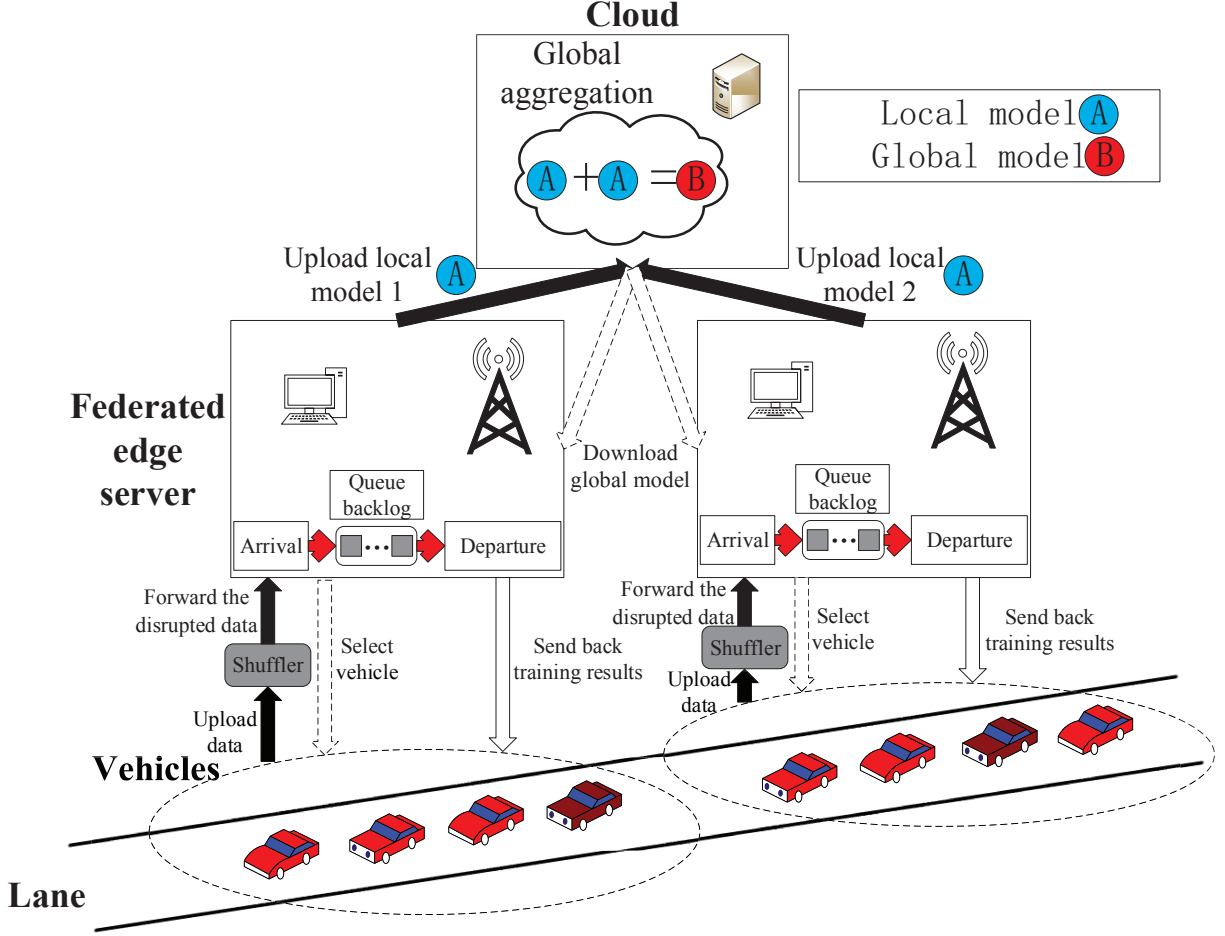 Cloud
Global
aggregation
A + A = B
Local model A
Global model B
Upload local
model 1
A
Upload local
model 2
A
Federated
edge
server
Download
global model
Queue
backlog
Arrival
...
Departure
Queue
backlog
Arrival
...
Departure
Forward the
disrupted data
Shuffler
Upload
data
Select
vehicle
Send back
training results
Forward the
disrupted data
Shuffler
Upload
data
Select
vehicle
Send back
training results
Vehicles
Lane